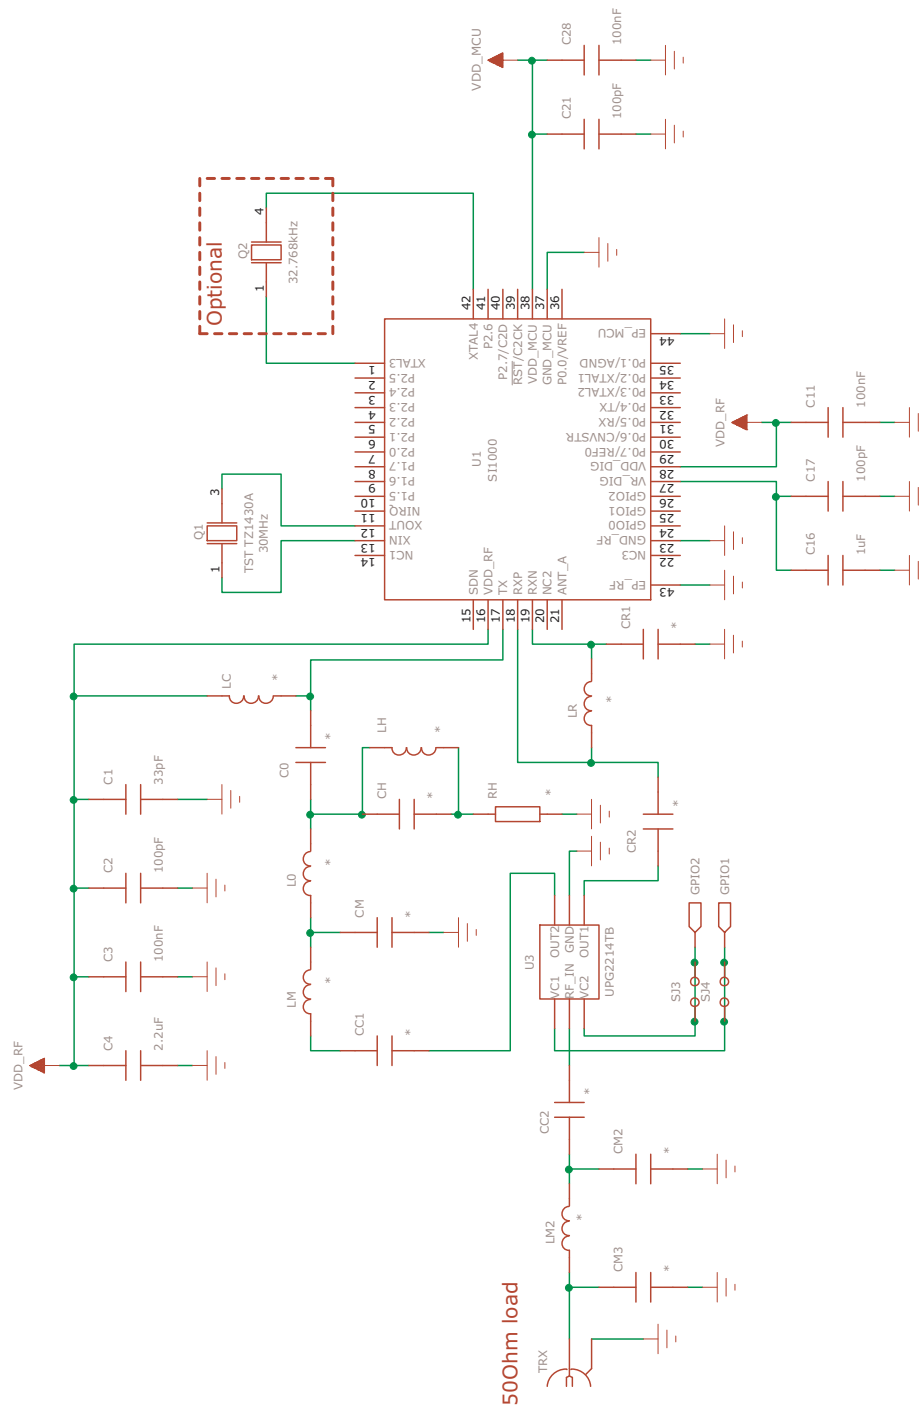 VDD_MCU
C28
100nF
C21
100pF
Optional
4
Q2
32.768kHz
1
42
41
40
39
38
37
36
XTAL4
P2.6
P2.7/C2D
RST/C2CK
VDD_MCU
GND_MCU
P0.0/VREF
EP_MCU
44
XTAL3
1
P2.5
2
P2.4
3
P2.3
4
P2.2
5
P2.1
6
P2.0
7
P1.7
8
P1.6
9
P1.5
10
NIRQ
11
XOUT
12
XIN
13
NC1
14
U1
SI1000
P0.1/AGND
35
P0.2/XTAL1
34
P0.3/XTAL2
33
P0.4/TX
32
P0.5/RX
31
P0.6/CNVSTR
30
P0.7/REF0
29
VDD_DIG
28
VR_DIG
27
GPIO2
26
GPIO1
25
GPIO0
24
GND_RF
23
NC3
22
EP_RF
43
VDD_RF
C11
100nF
C17
100pF
C16
1uF
3
Q1
TST TZ1430A
30MHz
1
SDN
VDD_RF
TX
RXP
RXN
NC2
ANT_A
15
16
17
18
19
20
21
CR1
*
LC
*
LR
*
LH
*
C0
*
CH
*
RH
*
CR2
*
C1
33pF
C2
100pF
C3
100nF
C4
2.2uF
VDD_RF
L0
*
CM
*
LM
*
CC1
*
U3
OUT2
GND
OUT1
VC1
RF_IN
VC2
UPG2214TB
GPIO2
GPIO1
SJ3
SJ4
CC2
*
CM2
*
LM2
*
CM3
*
50Ohm load
TRX